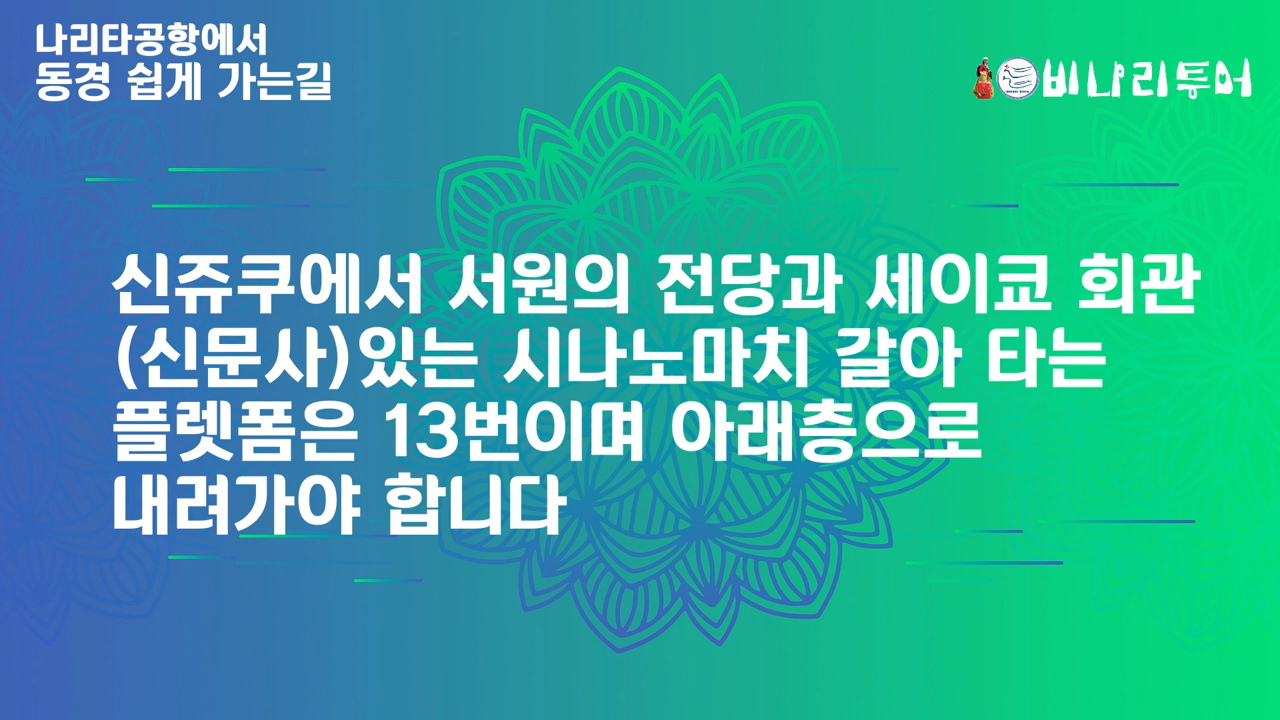 나리타공항에서
동경 쉽게 가는길
비나리투어
신쥬쿠에서 서원의 전당과 세이쿄 회관
(신문사)있는 시나노마치 갈아 타는
플렛폼은 13번이며 아래층으로
내려가야 합니다